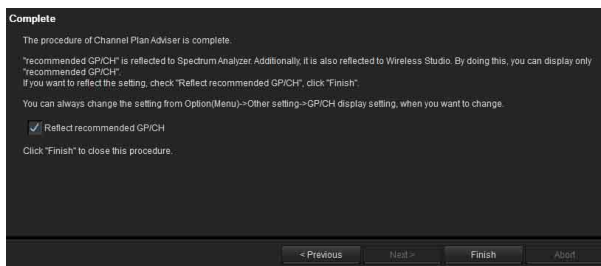 Complete
The procedure of Channel Plan Adviser is complete.
"recommended GP/CH" is reflected to Spectrum Analyzer. Additionally, it is also reflected to Wireless Studio. By doing this, you can display only
"recommended GP/CH".
If you want to reflect the setting, check "Reflect recommended GP/CH", click "Finish".
You can always change the setting from Option(Menu)->Other setting->GP/CH display setting, when you want to change.
Reflect recommended GP/CH
Click "Finish" to close this procedure.
< Previous Next > Finish Abort